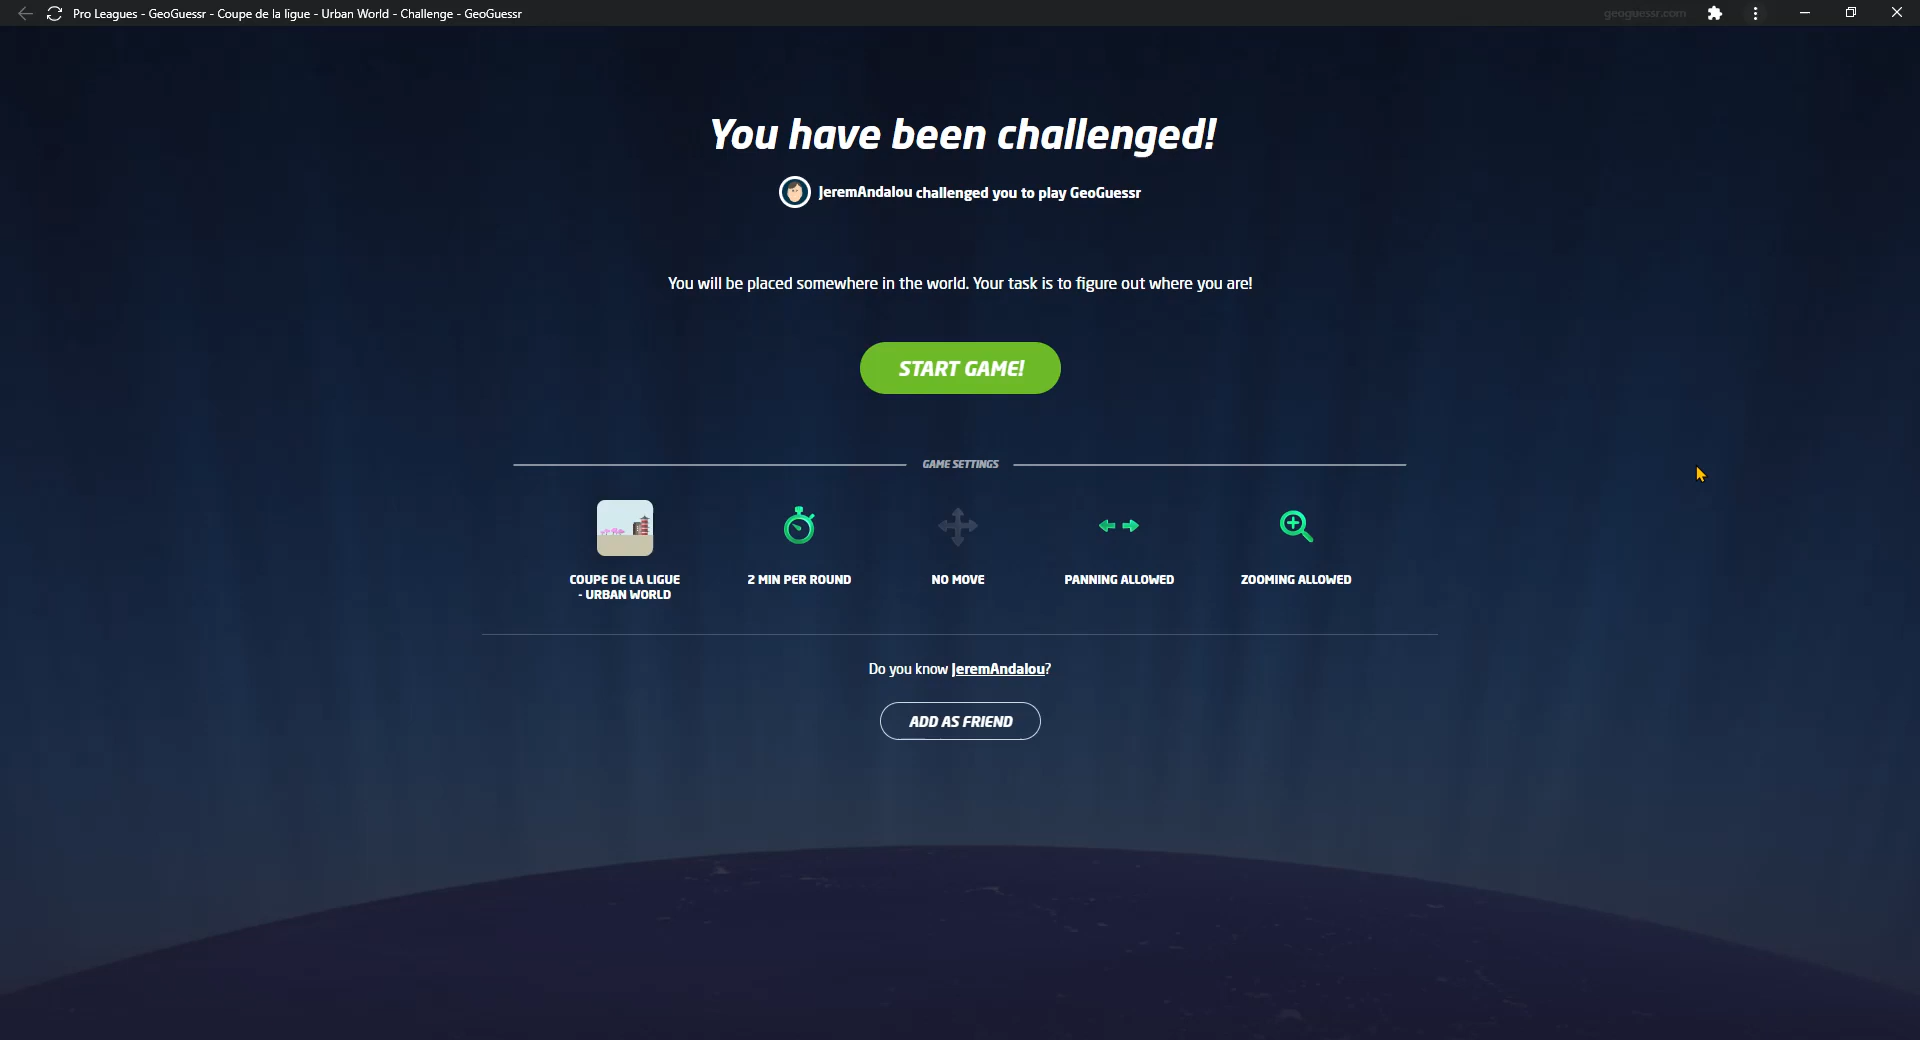 Pro Leagues - GeoGuessr - Coupe de la ligue - Urban World - Challenge - GeoGuessr
geoguessr.com
You have been challenged!
JeremAndalou challenged you to play GeoGuessr
You will be placed somewhere in the world. Your task is to figure out where you are!
START GAME!
GAME SETTINGS
COUPE DE LA LIGUE
- URBAN WORLD
2 MIN PER ROUND
NO MOVE
PANNING ALLOWED
ZOOMING ALLOWED
Do you know JeremAndalou?
ADD AS FRIEND